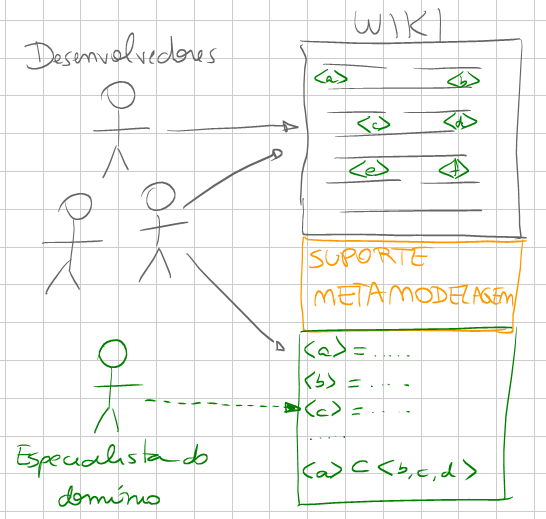 WIKI
Desenvolvedores
<a> <b>
<c> <d>
<e> <f>
SUPORTE
METAMODELAGEM
<a> = .....
<b> = ....
<c> = ....
.....
<a> C <b,c,d>
Especialista do
domínio